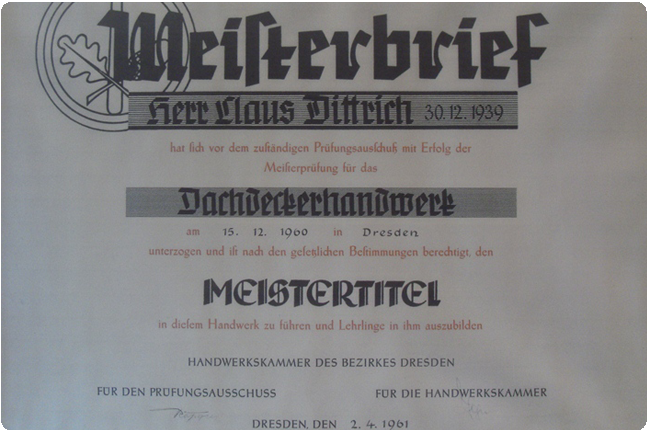 Meisterbrief
Herr Claus Dittrich 30.12.1939
hat sich vor dem zuständigen Prüfungsausschuß mit Erfolg der
Meisterprüfung für das
Dachdeckerhandwerk
am 15. 12. 1960 in Dresden
unterzogen und ist nach den gesetzlichen Bestimmungen berechtigt, den
MEISTERTITEL
in diesem Handwerk zu führen und Lehrlinge in ihm auszubilden
HANDWERKSKAMMER DES BEZIRKES DRESDEN
FÜR DEN PRÜFUNGSAUSSCHUSS FÜR DIE HANDWERKSKAMMER
DRESDEN, DEN 2. 4. 1961